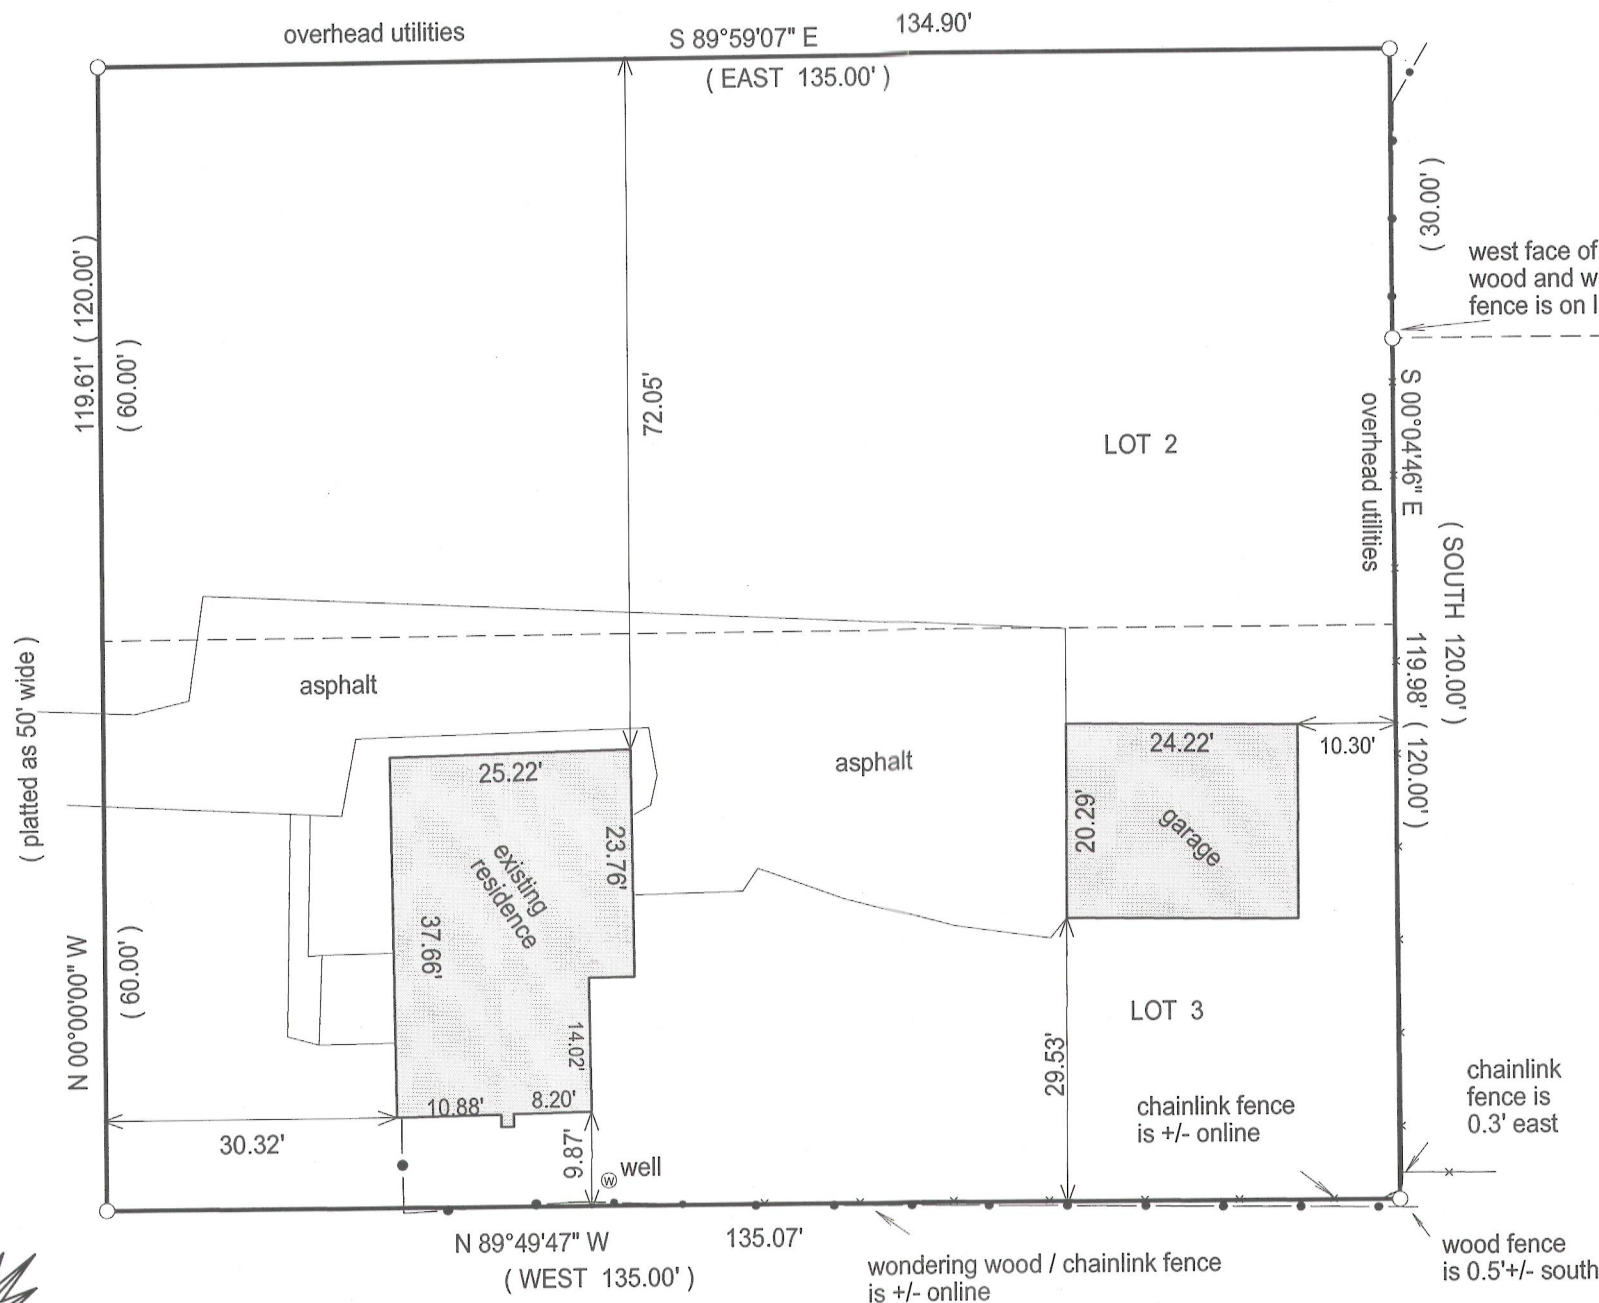 overhead utilities
S 89°59'07" E
134.90'
( EAST 135.00' )
119.61' ( 120.00' )
( 60.00' )
72.05'
LOT 2
( 30.00' )
west face of
wood and w
fence is on l
S 00°04'46" E
overhead utilities
( SOUTH 120.00' )
119.98' ( 120.00' )
( platted as 50' wide )
asphalt
asphalt
25.22'
23.76'
existing
residence
37.66'
14.02'
10.88'
8.20'
24.22'
20.29'
garage
10.30'
N 00°00'00" W
( 60.00' )
LOT 3
29.53'
30.32'
9.87'
W
well
chainlink fence
is +/- online
chainlink
fence is
0.3' east
N 89°49'47" W
135.07'
( WEST 135.00' )
wondering wood / chainlink fence
is +/- online
wood fence
is 0.5'+/- south